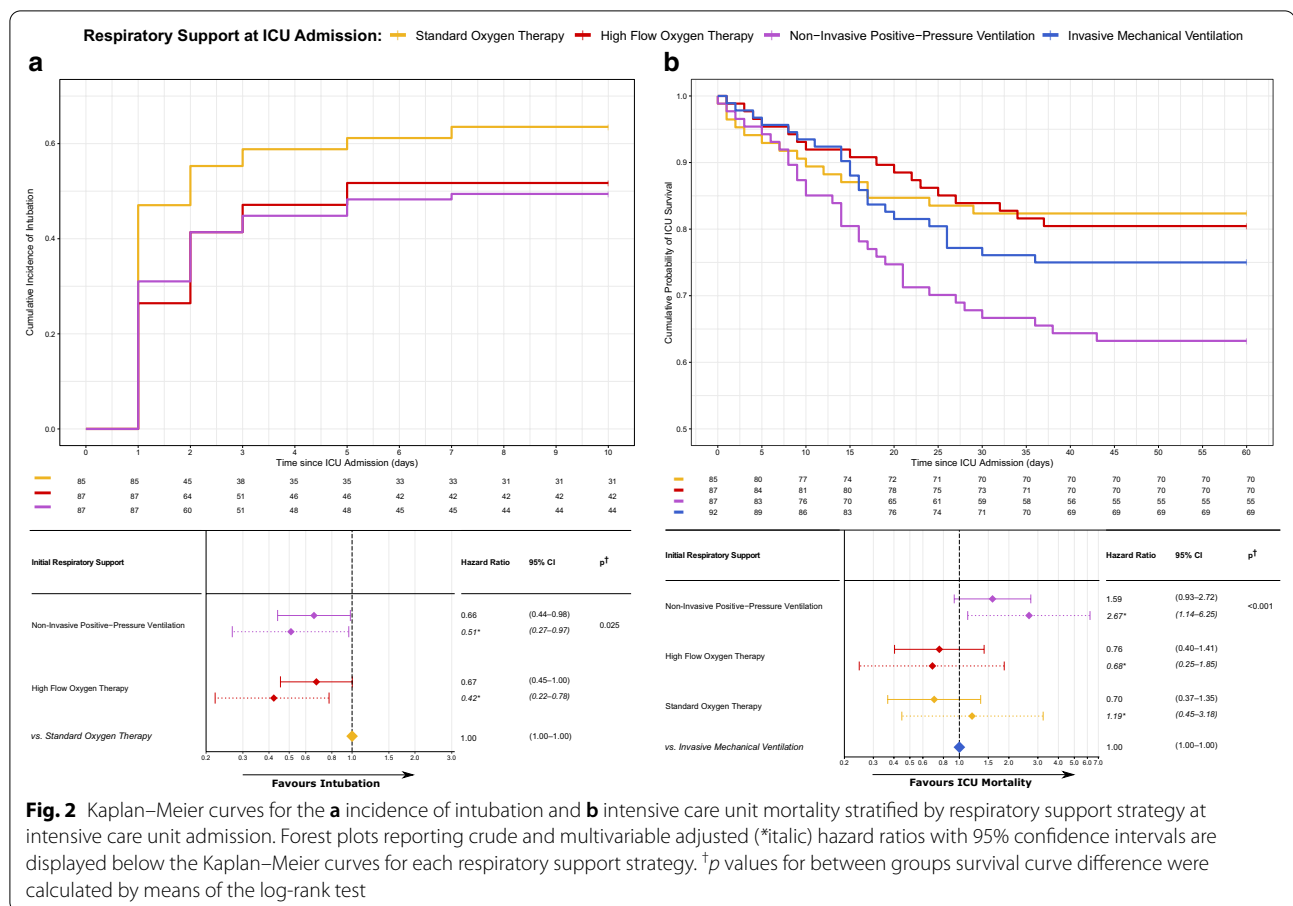 Respiratory Support at ICU Admission: Standard Oxygen Therapy High Flow Oxygen Therapy Non−Invasive Positive−Pressure Ventilation Invasive Mechanical Ventilation
a
Cumulative Incidence of Intubation
0.6
0.4
0.2
0.0
0 1 2 3 4 5 6 7 8 9 10
Time since ICU Admission (days)
85 85 45 38 35 35 33 33 31 31 31
87 87 64 51 46 46 42 42 42 42 42
87 87 60 51 48 48 45 45 44 44 44
Initial Respiratory Support Hazard Ratio 95% CI p†
Non−Invasive Positive−Pressure Ventilation 0.66 (0.44–0.98) 0.025
0.51* (0.27–0.97)
High Flow Oxygen Therapy 0.67 (0.45–1.00)
0.42* (0.22–0.78)
vs. Standard Oxygen Therapy 1.00 (1.00–1.00)
0.2 0.3 0.4 0.5 0.6 0.8 1.0 2.0 3.0
Favours Intubation
b
Cumulative Probability of ICU Survival
1.0
0.9
0.8
0.7
0.6
0.5
0 5 10 15 20 25 30 35 40 45 50 55 60
Time since ICU Admission (days)
85 80 77 74 72 71 70 70 70 70 70 70 70
87 84 81 80 78 75 73 71 70 70 70 70 70
87 83 76 70 65 61 59 58 56 55 55 55 55
92 89 86 83 76 74 71 70 69 69 69 69 69
Initial Respiratory Support Hazard Ratio 95% CI p†
Non−Invasive Positive−Pressure Ventilation 1.59 (0.93–2.72) <0.001
2.67* (1.14–6.25)
High Flow Oxygen Therapy 0.76 (0.40–1.41)
0.68* (0.25–1.85)
Standard Oxygen Therapy 0.70 (0.37–1.35)
1.19* (0.45–3.18)
vs. Invasive Mechanical Ventilation 1.00 (1.00–1.00)
0.2 0.3 0.4 0.5 0.6 0.8 1.0 2.0 3.0 4.0 5.0 6.0 7.0
Favours ICU Mortality
Fig. 2 Kaplan–Meier curves for the a incidence of intubation and b intensive care unit mortality stratified by respiratory support strategy at
intensive care unit admission. Forest plots reporting crude and multivariable adjusted (*italic) hazard ratios with 95% confidence intervals are
displayed below the Kaplan–Meier curves for each respiratory support strategy. †p values for between groups survival curve difference were
calculated by means of the log-rank test